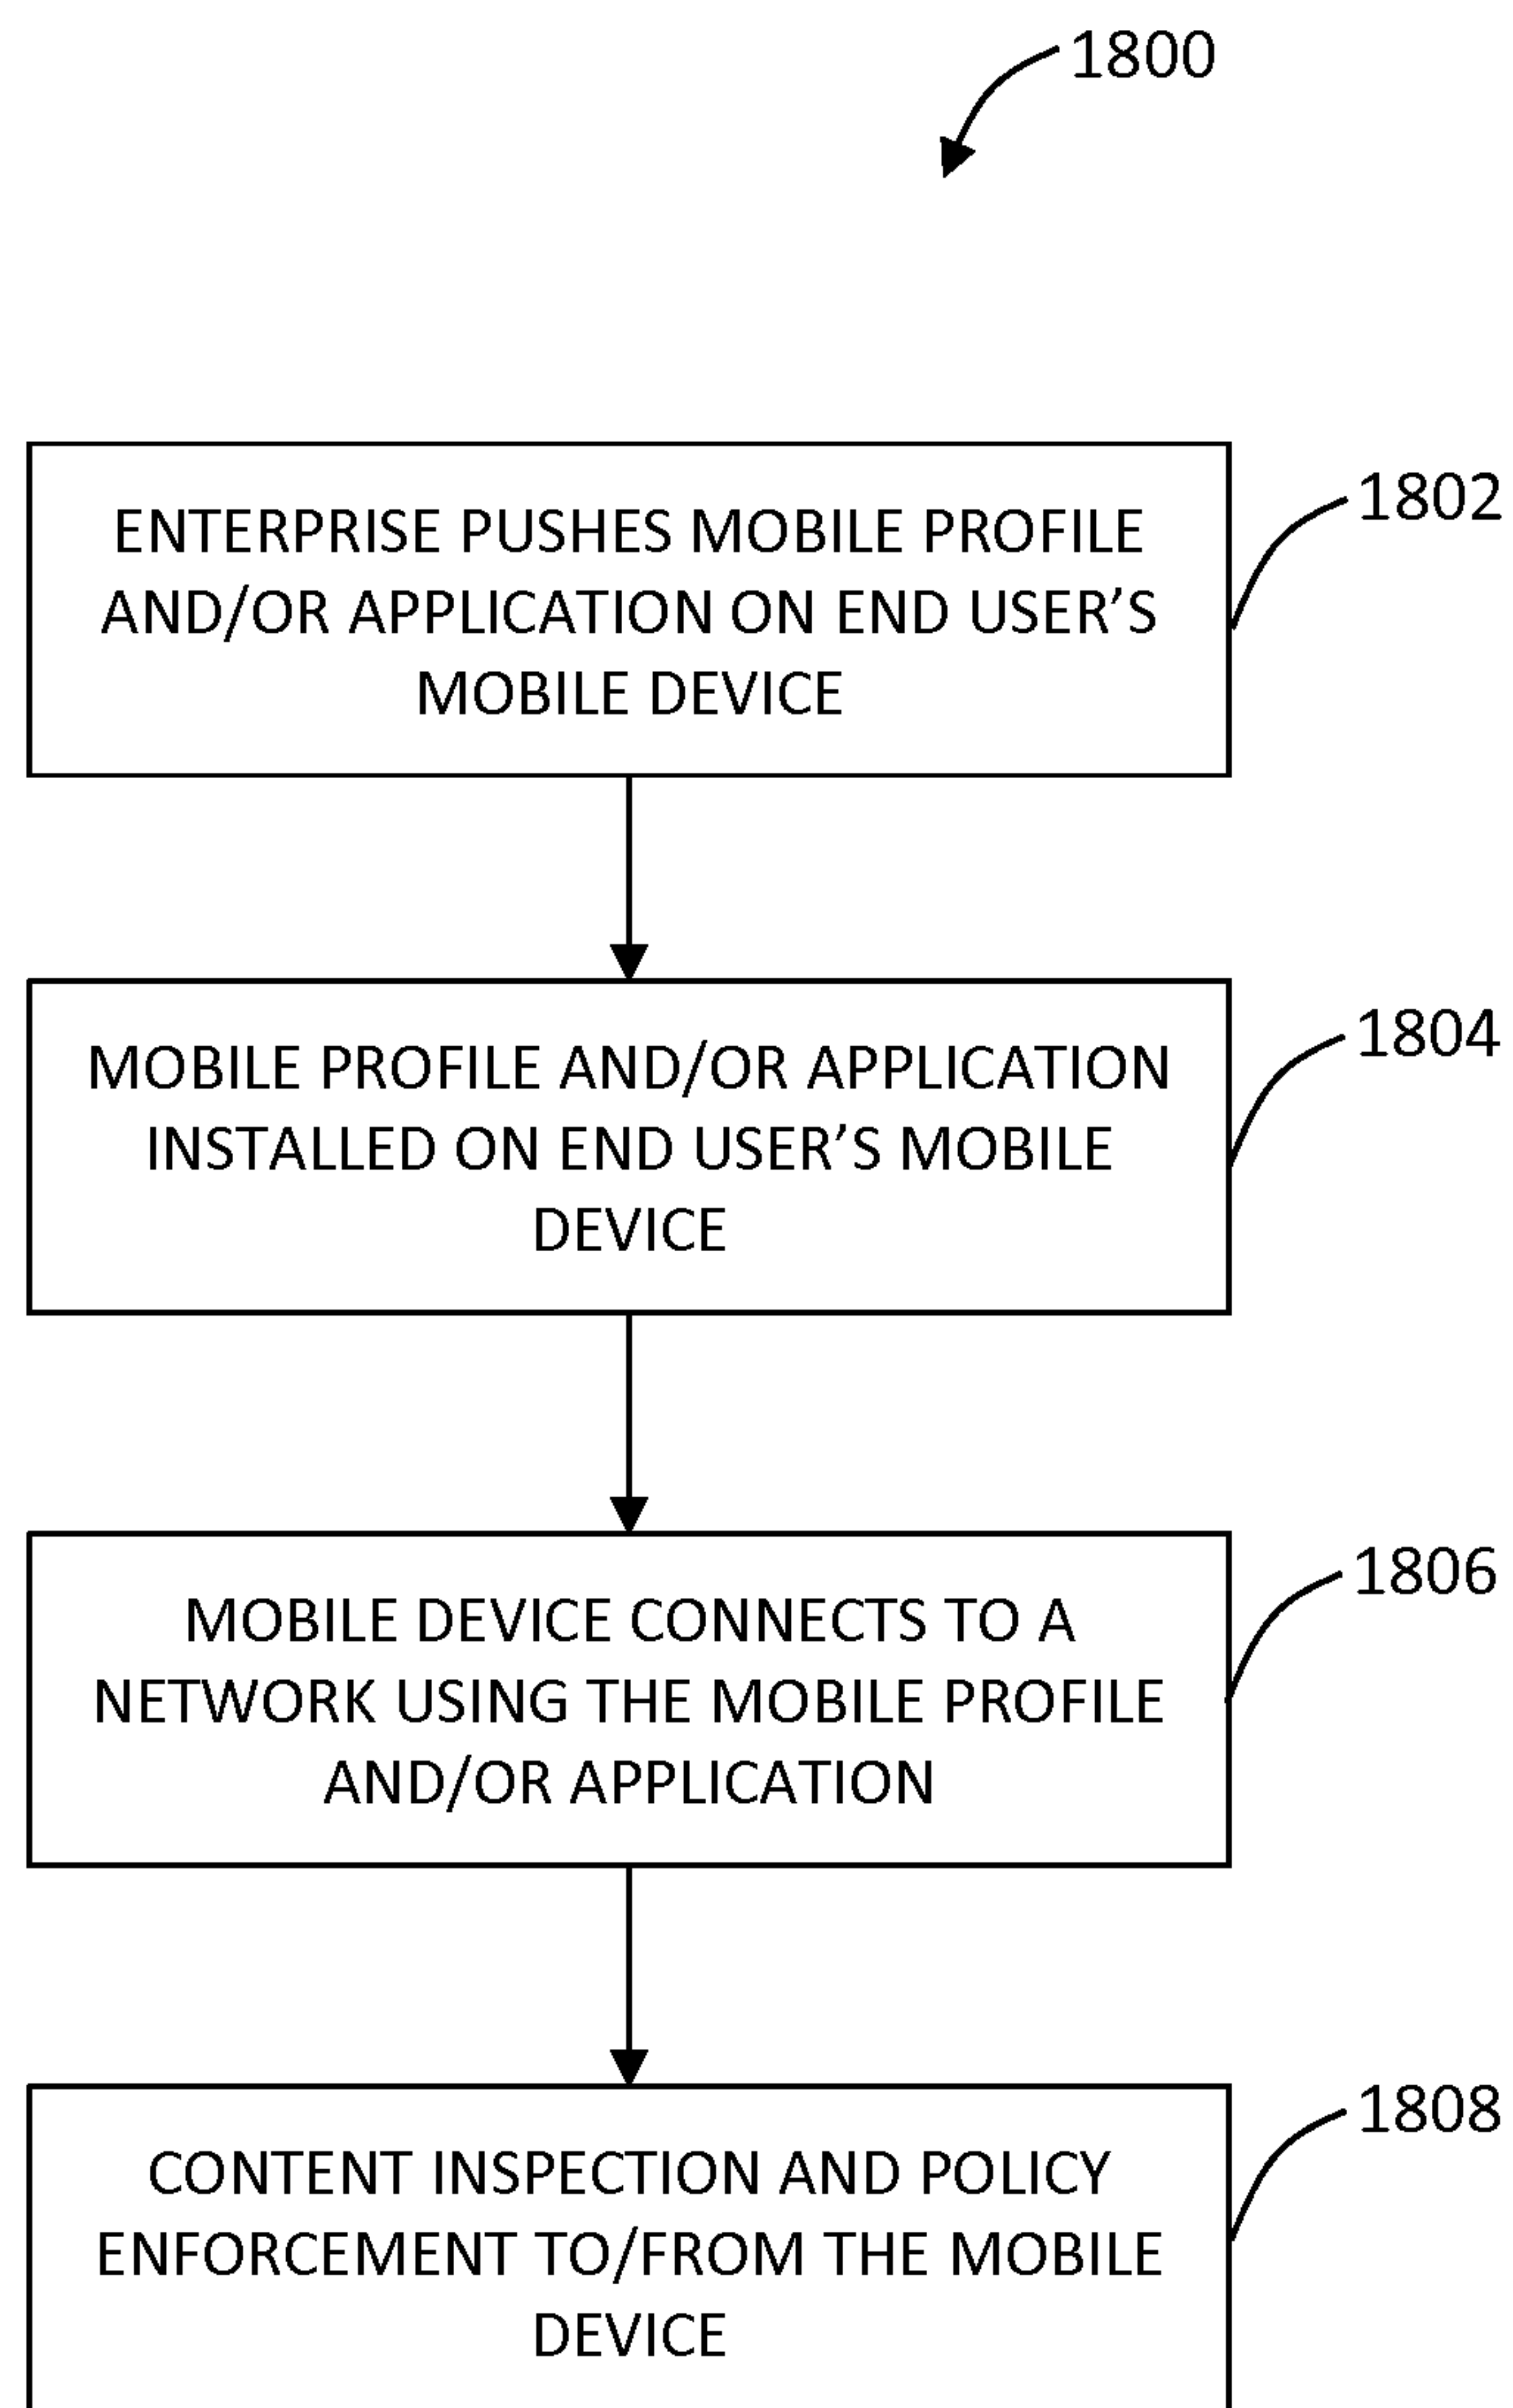 1800
ENTERPRISE PUSHES MOBILE PROFILE
AND/OR APPLICATION ON END USER’S
MOBILE DEVICE
1802
MOBILE PROFILE AND/OR APPLICATION
INSTALLED ON END USER’S MOBILE
DEVICE
1804
MOBILE DEVICE CONNECTS TO A
NETWORK USING THE MOBILE PROFILE
AND/OR APPLICATION
1806
CONTENT INSPECTION AND POLICY
ENFORCEMENT TO/FROM THE MOBILE
DEVICE
1808